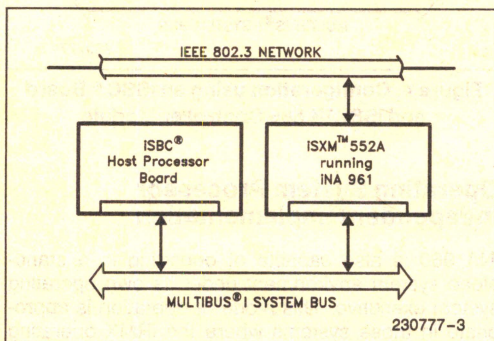 IEEE 802.3 NETWORK
ISBC®
Host Processor
Board
ISXM™ 552A
running
iNA 961
MULTIBUS® I SYSTEM BUS
230777-3